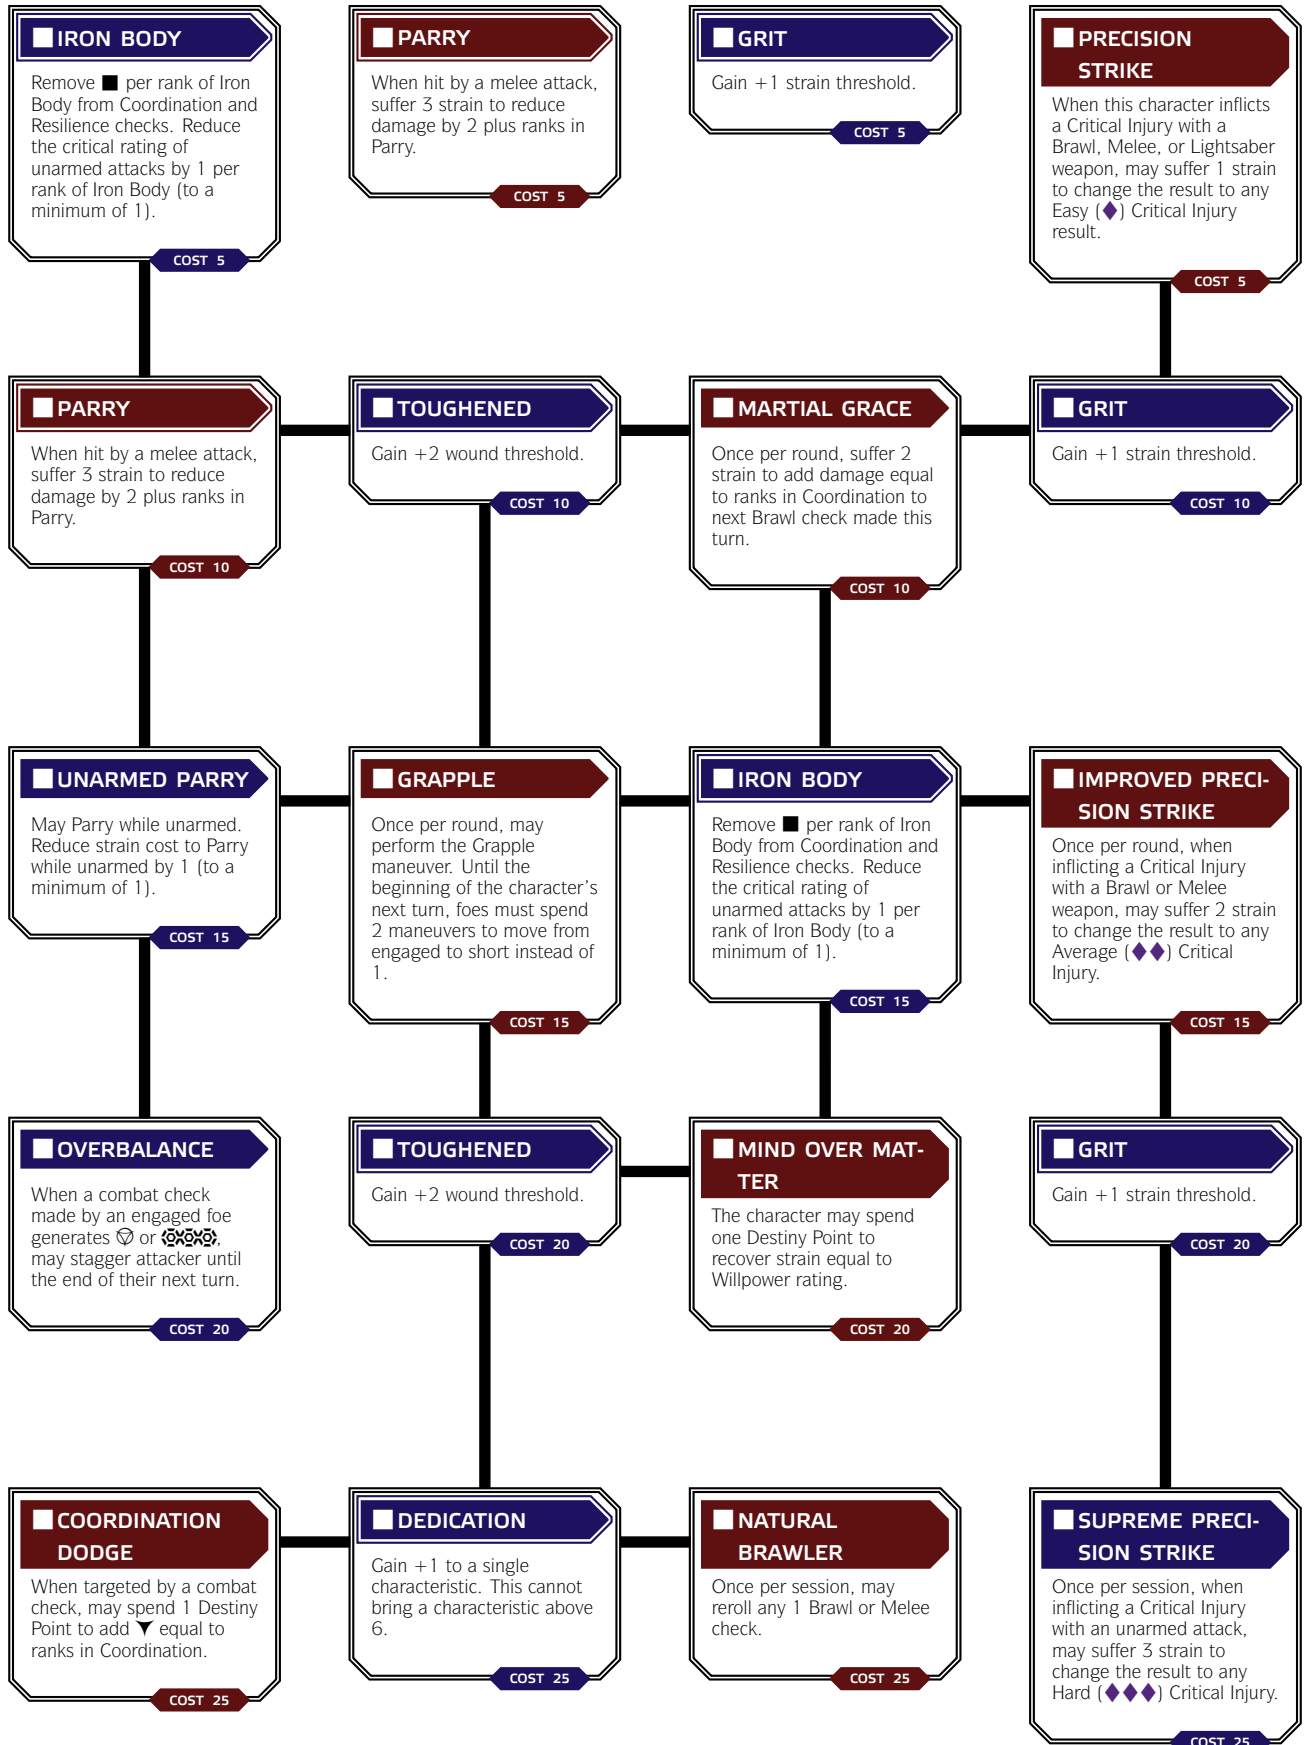 IRON BODY
Remove ■ per rank of Iron
Body from Coordination and
Resilience checks. Reduce
the critical rating of
unarmed attacks by 1 per
rank of Iron Body (to a
minimum of 1).
COST 5
PARRY
When hit by a melee attack,
suffer 3 strain to reduce
damage by 2 plus ranks in
Parry.
COST 5
GRIT
Gain +1 strain threshold.
COST 5
PRECISION
STRIKE
When this character inflicts
a Critical Injury with a
Brawl, Melee, or Lightsaber
weapon, may suffer 1 strain
to change the result to any
Easy (♦) Critical Injury
result.
COST 5
PARRY
When hit by a melee attack,
suffer 3 strain to reduce
damage by 2 plus ranks in
Parry.
COST 10
TOUGHENED
Gain +2 wound threshold.
COST 10
MARTIAL GRACE
Once per round, suffer 2
strain to add damage equal
to ranks in Coordination to
next Brawl check made this
turn.
COST 10
GRIT
Gain +1 strain threshold.
COST 10
UNARMED PARRY
May Parry while unarmed.
Reduce strain cost to Parry
while unarmed by 1 (to a
minimum of 1).
COST 15
GRAPPLE
Once per round, may
perform the Grapple
maneuver. Until the
beginning of the character's
next turn, foes must spend
2 maneuvers to move from
engaged to short instead of
1.
COST 15
IRON BODY
Remove ■ per rank of Iron
Body from Coordination and
Resilience checks. Reduce
the critical rating of
unarmed attacks by 1 per
rank of Iron Body (to a
minimum of 1).
COST 15
IMPROVED PRECI-
SION STRIKE
Once per round, when
inflicting a Critical Injury
with a Brawl or Melee
weapon, may suffer 2 strain
to change the result to any
Average (♦♦) Critical
Injury.
COST 15
OVERBALANCE
When a combat check
made by an engaged foe
generates or ,
may stagger attacker until
the end of their next turn.
COST 20
TOUGHENED
Gain +2 wound threshold.
COST 20
MIND OVER MAT-
TER
The character may spend
one Destiny Point to
recover strain equal to
Willpower rating.
COST 20
GRIT
Gain +1 strain threshold.
COST 20
COORDINATION
DODGE
When targeted by a combat
check, may spend 1 Destiny
Point to add equal to
ranks in Coordination.
COST 25
DEDICATION
Gain +1 to a single
characteristic. This cannot
bring a characteristic above
6.
COST 25
NATURAL
BRAWLER
Once per session, may
reroll any 1 Brawl or Melee
check.
COST 25
SUPREME PRECI-
SION STRIKE
Once per session, when
inflicting a Critical Injury
with an unarmed attack,
may suffer 3 strain to
change the result to any
Hard (♦♦♦) Critical Injury.
COST 25